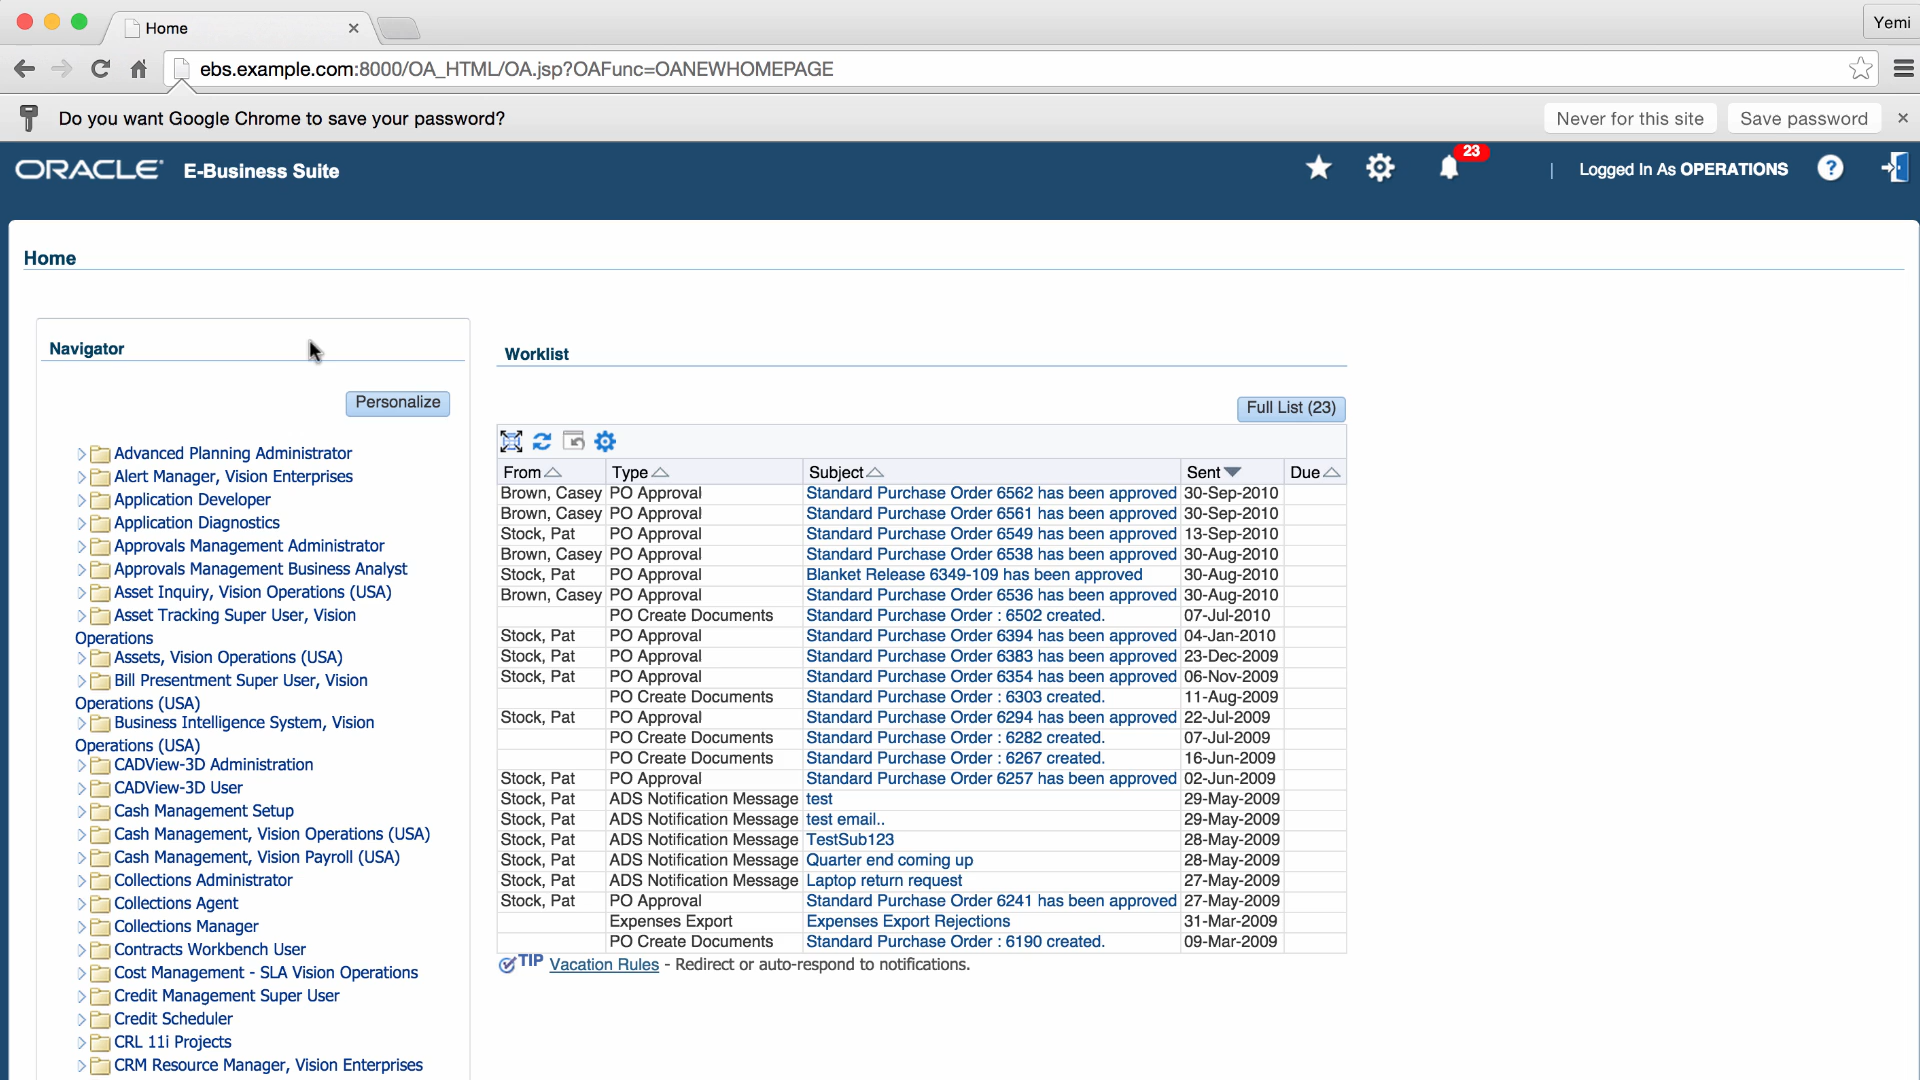 Home
Yemi
ebs.example.com:8000/OA_HTML/OA.jsp?OAFunc=OANEWHOMEPAGE
Do you want Google Chrome to save your password?
Never for this site
Save password
ORACLE® E-Business Suite
23
| Logged In As OPERATIONS
?
Home
Navigator
Personalize
Advanced Planning Administrator
Alert Manager, Vision Enterprises
Application Developer
Application Diagnostics
Approvals Management Administrator
Approvals Management Business Analyst
Asset Inquiry, Vision Operations (USA)
Asset Tracking Super User, Vision
Operations
Assets, Vision Operations (USA)
Bill Presentment Super User, Vision
Operations (USA)
Business Intelligence System, Vision
Operations (USA)
CADView-3D Administration
CADView-3D User
Cash Management Setup
Cash Management, Vision Operations (USA)
Cash Management, Vision Payroll (USA)
Collections Administrator
Collections Agent
Collections Manager
Contracts Workbench User
Cost Management - SLA Vision Operations
Credit Management Super User
Credit Scheduler
CRL 11i Projects
CRM Resource Manager, Vision Enterprises
Worklist
Full List (23)
From Type Subject Sent Due
Brown, Casey PO Approval Standard Purchase Order 6562 has been approved 30-Sep-2010
Brown, Casey PO Approval Standard Purchase Order 6561 has been approved 30-Sep-2010
Stock, Pat PO Approval Standard Purchase Order 6549 has been approved 13-Sep-2010
Brown, Casey PO Approval Standard Purchase Order 6538 has been approved 30-Aug-2010
Stock, Pat PO Approval Blanket Release 6349-109 has been approved 30-Aug-2010
Brown, Casey PO Approval Standard Purchase Order 6536 has been approved 30-Aug-2010
PO Create Documents Standard Purchase Order : 6502 created. 07-Jul-2010
Stock, Pat PO Approval Standard Purchase Order 6394 has been approved 04-Jan-2010
Stock, Pat PO Approval Standard Purchase Order 6383 has been approved 23-Dec-2009
Stock, Pat PO Approval Standard Purchase Order 6354 has been approved 06-Nov-2009
PO Create Documents Standard Purchase Order : 6303 created. 11-Aug-2009
Stock, Pat PO Approval Standard Purchase Order 6294 has been approved 22-Jul-2009
PO Create Documents Standard Purchase Order : 6282 created. 07-Jul-2009
PO Create Documents Standard Purchase Order : 6267 created. 16-Jun-2009
Stock, Pat PO Approval Standard Purchase Order 6257 has been approved 02-Jun-2009
Stock, Pat ADS Notification Message test 29-May-2009
Stock, Pat ADS Notification Message test email.. 29-May-2009
Stock, Pat ADS Notification Message TestSub123 28-May-2009
Stock, Pat ADS Notification Message Quarter end coming up 28-May-2009
Stock, Pat ADS Notification Message Laptop return request 27-May-2009
Stock, Pat PO Approval Standard Purchase Order 6241 has been approved 27-May-2009
Expenses Export Expenses Export Rejections 31-Mar-2009
PO Create Documents Standard Purchase Order : 6190 created. 09-Mar-2009
TIP Vacation Rules - Redirect or auto-respond to notifications.